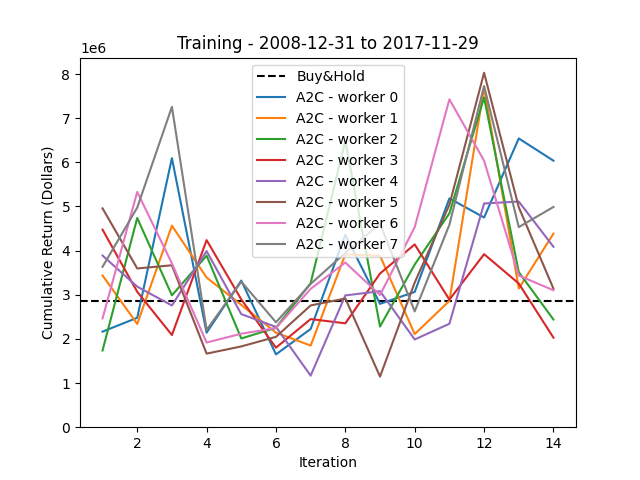 Training - 2008-12-31 to 2017-11-29
1e6
Buy&Hold
A2C - worker 0
A2C - worker 1
A2C - worker 2
A2C - worker 3
A2C - worker 4
A2C - worker 5
A2C - worker 6
A2C - worker 7
Cumulative Return (Dollars)
8
7
6
5
4
3
2
1
0
2 4 6 8 10 12 14
Iteration